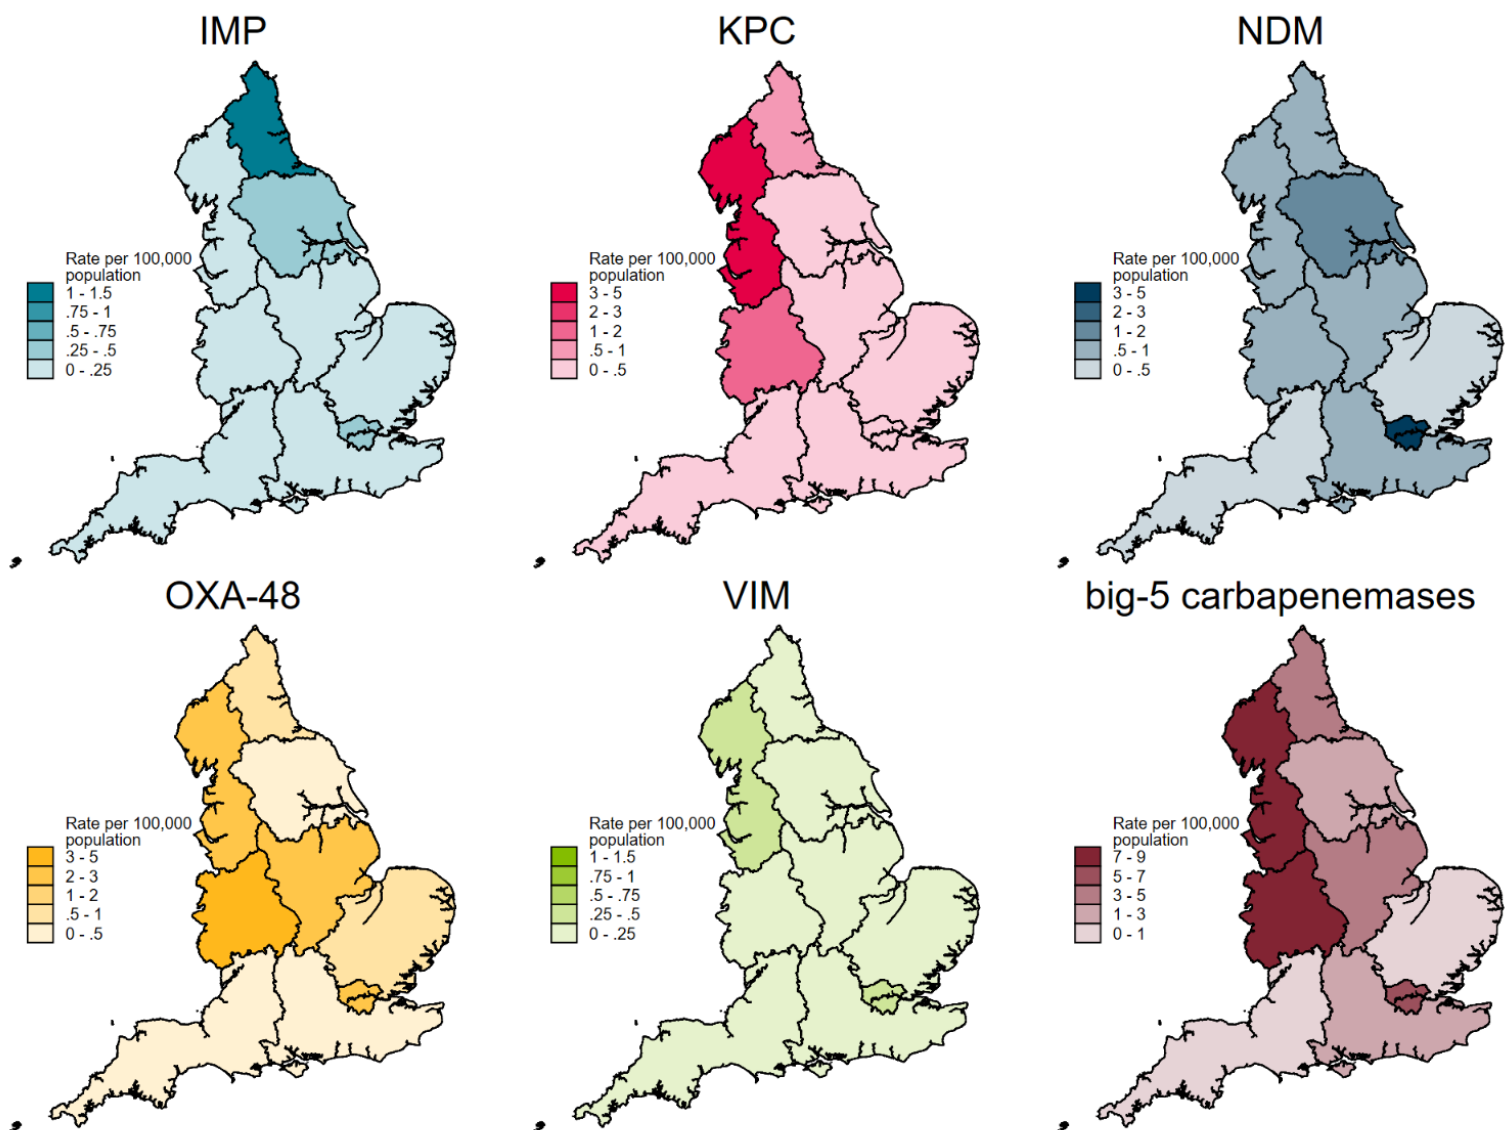 IMP
Rate per 100,000
population
1 - 1.5
.75 - 1
.5 - .75
.25 - .5
0 - .25
KPC
Rate per 100,000
population
3 - 5
2 - 3
1 - 2
.5 - 1
0 - .5
NDM
Rate per 100,000
population
3 - 5
2 - 3
1 - 2
.5 - 1
0 - .5
OXA-48
Rate per 100,000
population
3 - 5
2 - 3
1 - 2
.5 - 1
0 - .5
VIM
Rate per 100,000
population
1 - 1.5
.75 - 1
.5 - .75
.25 - .5
0 - .25
big-5 carbapenemases
Rate per 100,000
population
7 - 9
5 - 7
3 - 5
1 - 3
0 - 1